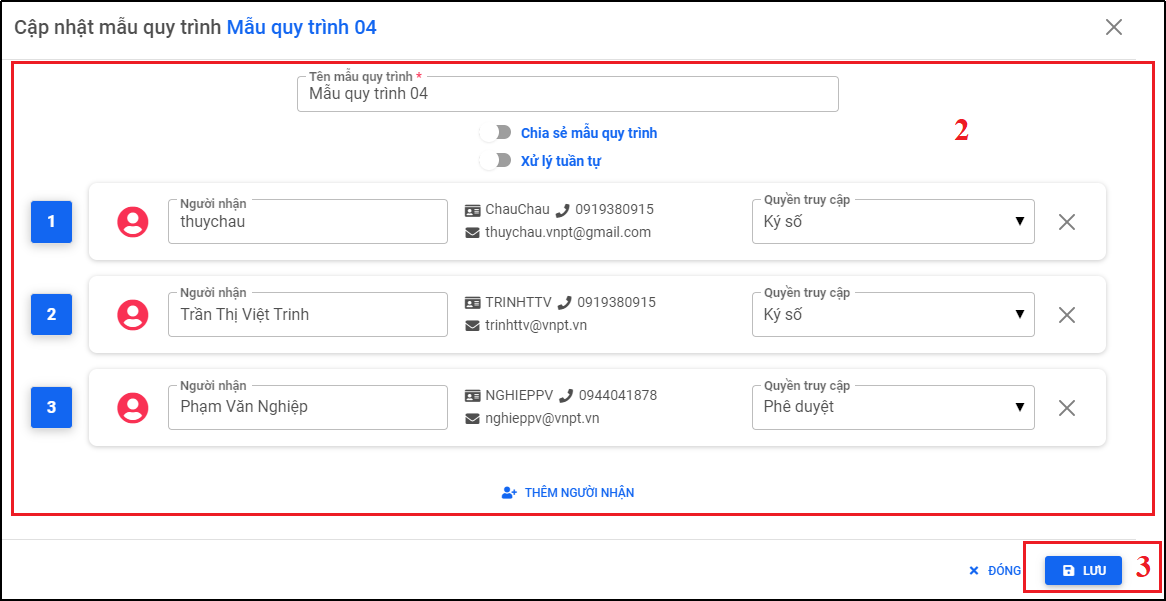 Cập nhật mẫu quy trình Mẫu quy trình 04
Tên mẫu quy trình *
Mẫu quy trình 04
2
Chia sẻ mẫu quy trình
Xử lý tuần tự
1
Người nhận
thuychau
ChauChau 0919380915
thuychau.vnpt@gmail.com
Quyền truy cập
Ký số
2
Người nhận
Trần Thị Việt Trinh
TRINHTTV 0919380915
trinhttv@vnpt.vn
Quyền truy cập
Ký số
3
Người nhận
Phạm Văn Nghiệp
NGHIEPPV 0944041878
nghieppv@vnpt.vn
Quyền truy cập
Phê duyệt
THÊM NGƯỜI NHẬN
ĐÓNG
LƯU
3